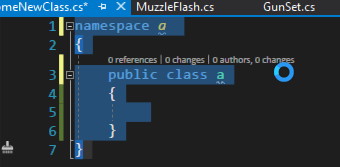 omeNewClass.cs* MuzzleFlash.cs GunSet.cs
1 namespace a
2 {
0 references | 0 changes | 0 authors, 0 changes
3 public class a
4 {
5
6 }
7 }